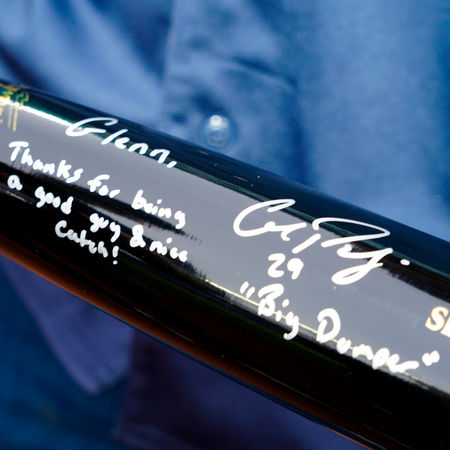 Glenn,
Thanks for being
a good guy & nice
Catch!
29
"Big Dumper"